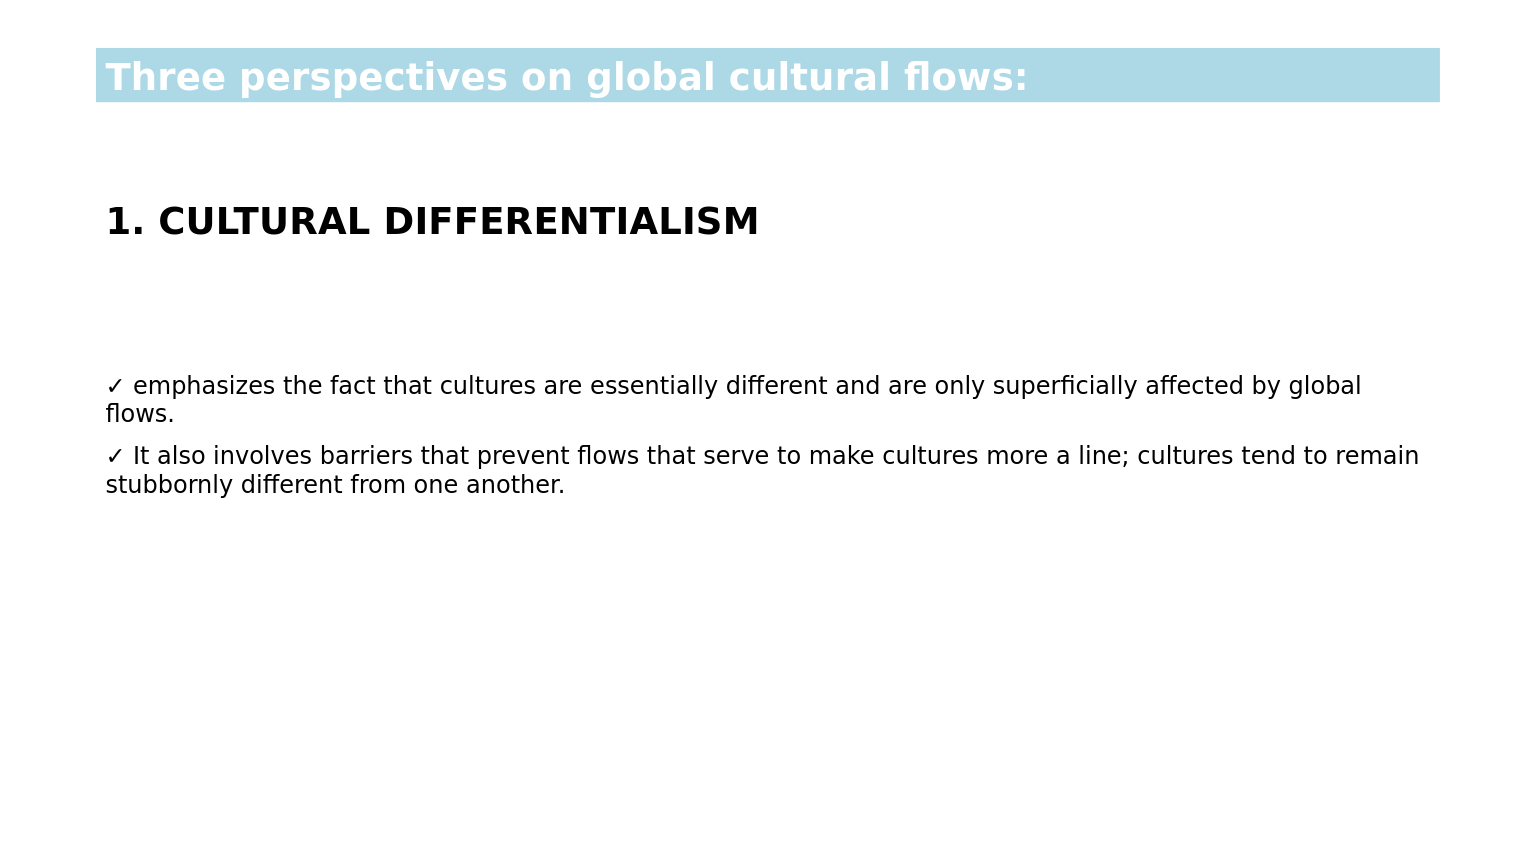 Three perspectives on global cultural flows:
1. CULTURAL DIFFERENTIALISM
✓ emphasizes the fact that cultures are essentially different and are only superficially affected by global
flows.
✓ It also involves barriers that prevent flows that serve to make cultures more a line; cultures tend to remain
stubbornly different from one another.